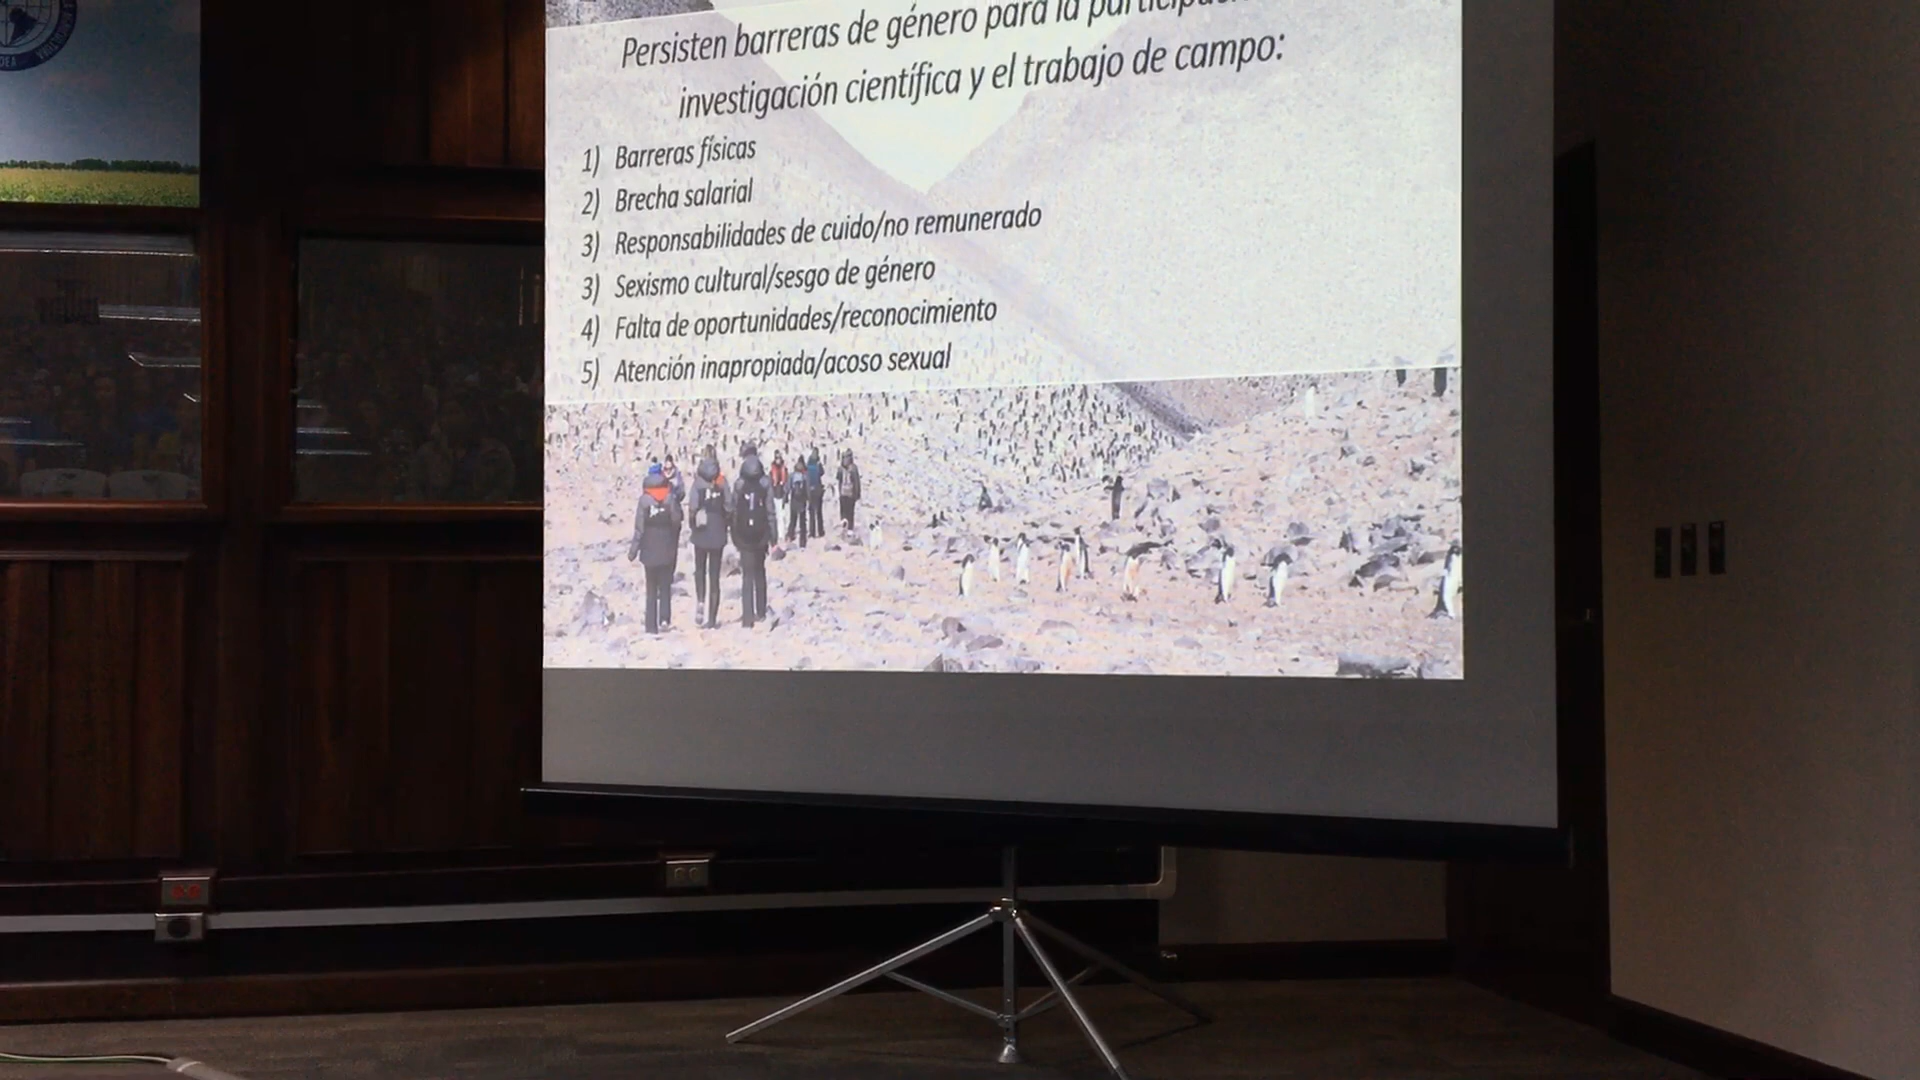 Persisten barreras de género para la
investigación científica y el trabajo de campo:
1) Barreras físicas
2) Brecha salarial
3) Responsabilidades de cuido/no remunerado
3) Sexismo cultural/sesgo de género
4) Falta de oportunidades/reconocimiento
5) Atención inapropiada/acoso sexual